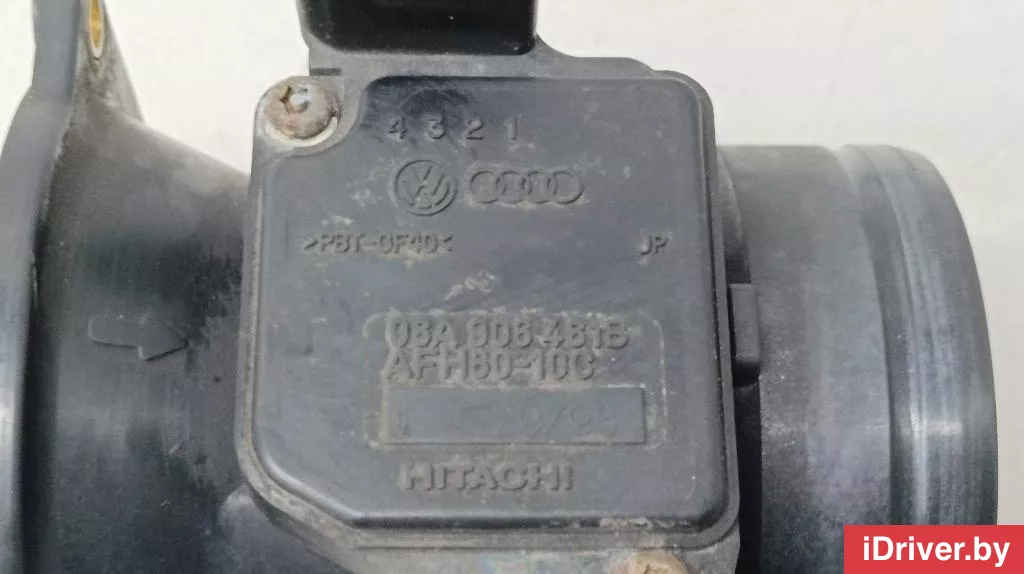 4 3 2 1
>PBT-GF40<
JP
06A 906 461B
AFH60-10C
HITACHI
iDriver.by